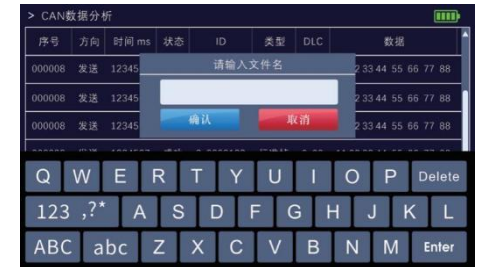 > CAN数据分析
序号 方向 时间 ms 状态 ID 类型 DLC 数据
请输入文件名
000008 发送 12345 2 33 44 55 66 77 88
000008 发送 12345 2 33 44 55 66 77 88
确认 取消
000008 发送 12345 2 33 44 55 66 77 88
Q W E R T Y U I O P Delete
123 ,?* A S D F G H J K L
ABC abc Z X C V B N M Enter